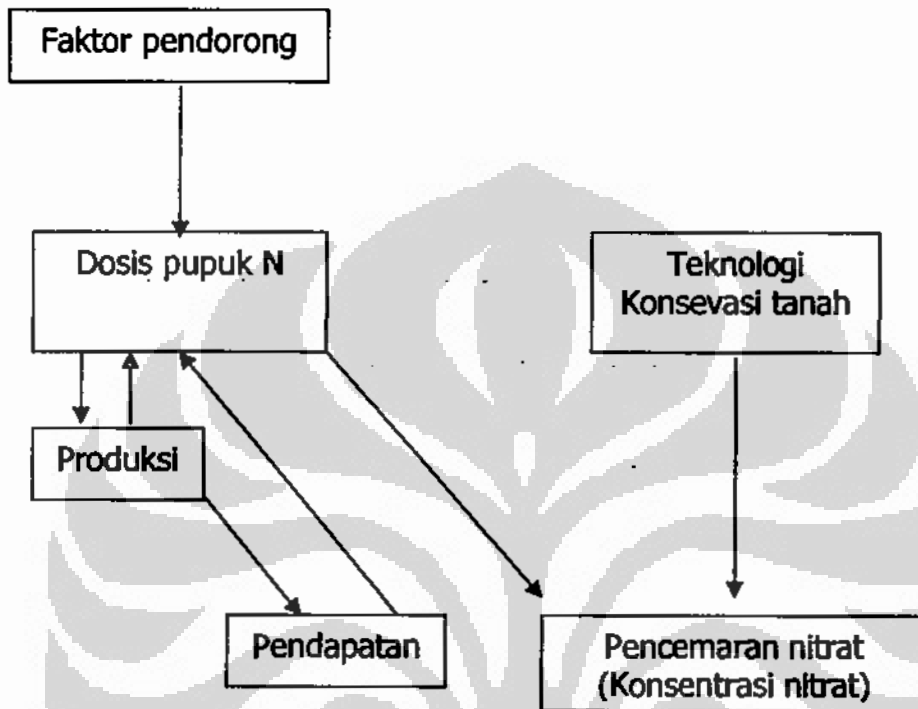 Faktor pendorong
Dosis pupuk N
Teknologi
Konsevasi tanah
Produksi
Pendapatan
Pencemaran nitrat
(Konsentrasi nitrat)